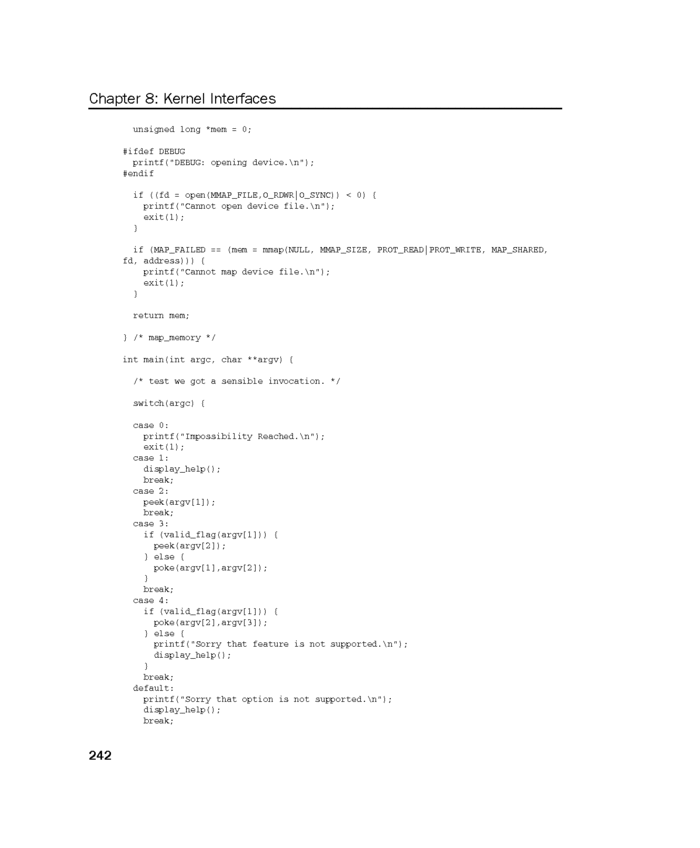 Chapter 8: Kernel Interfaces
  unsigned long *mem = 0;
#ifdef DEBUG
  printf("DEBUG: opening device.\n");
#endif
  if ((fd = open(MMAP_FILE,O_RDWR|O_SYNC)) < 0) {
    printf("Cannot open device file.\n");
    exit(1);
  }
  if (MAP_FAILED == (mem = mmap(NULL, MMAP_SIZE, PROT_READ|PROT_WRITE, MAP_SHARED,
fd, address))) {
    printf("Cannot map device file.\n");
    exit(1);
  }
  return mem;
} /* map_memory */
int main(int argc, char **argv) {
  /* test we got a sensible invocation. */
  switch(argc) {
  case 0:
    printf("Impossibility Reached.\n");
    exit(1);
  case 1:
    display_help();
    break;
  case 2:
    peek(argv[1]);
    break;
  case 3:
    if (valid_flag(argv[1])) {
      peek(argv[2]);
    } else {
      poke(argv[1],argv[2]);
    }
    break;
  case 4:
    if (valid_flag(argv[1])) {
      poke(argv[2],argv[3]);
    } else {
      printf("Sorry that feature is not supported.\n");
      display_help();
    }
    break;
  default:
    printf("Sorry that option is not supported.\n");
    display_help();
    break;
242